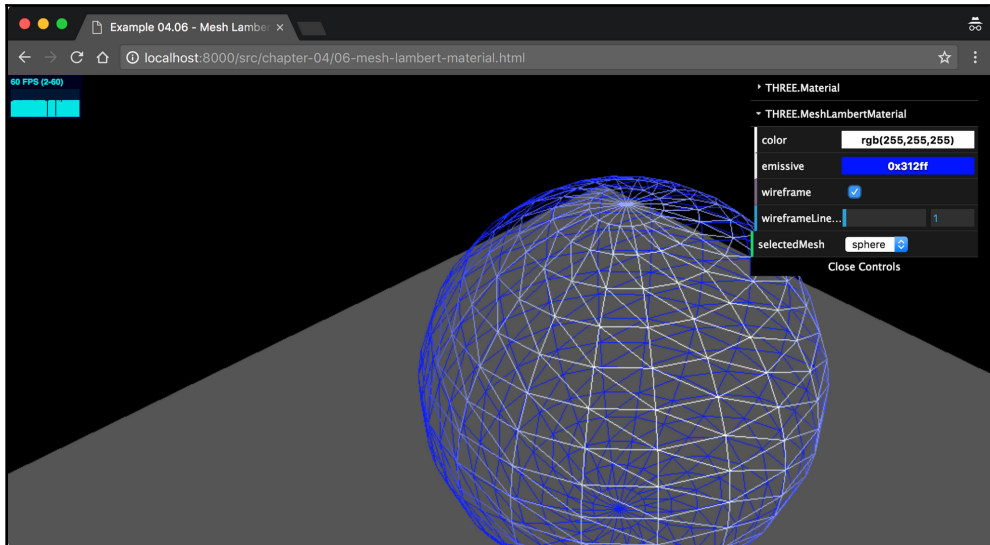 Example 04.06 - Mesh Lamber
localhost:8000/src/chapter-04/06-mesh-lambert-material.html
60 FPS (2-60)
THREE.Material
THREE.MeshLambertMaterial
color rgb(255,255,255)
emissive 0x312ff
wireframe
wireframeLine... 1
selectedMesh sphere
Close Controls